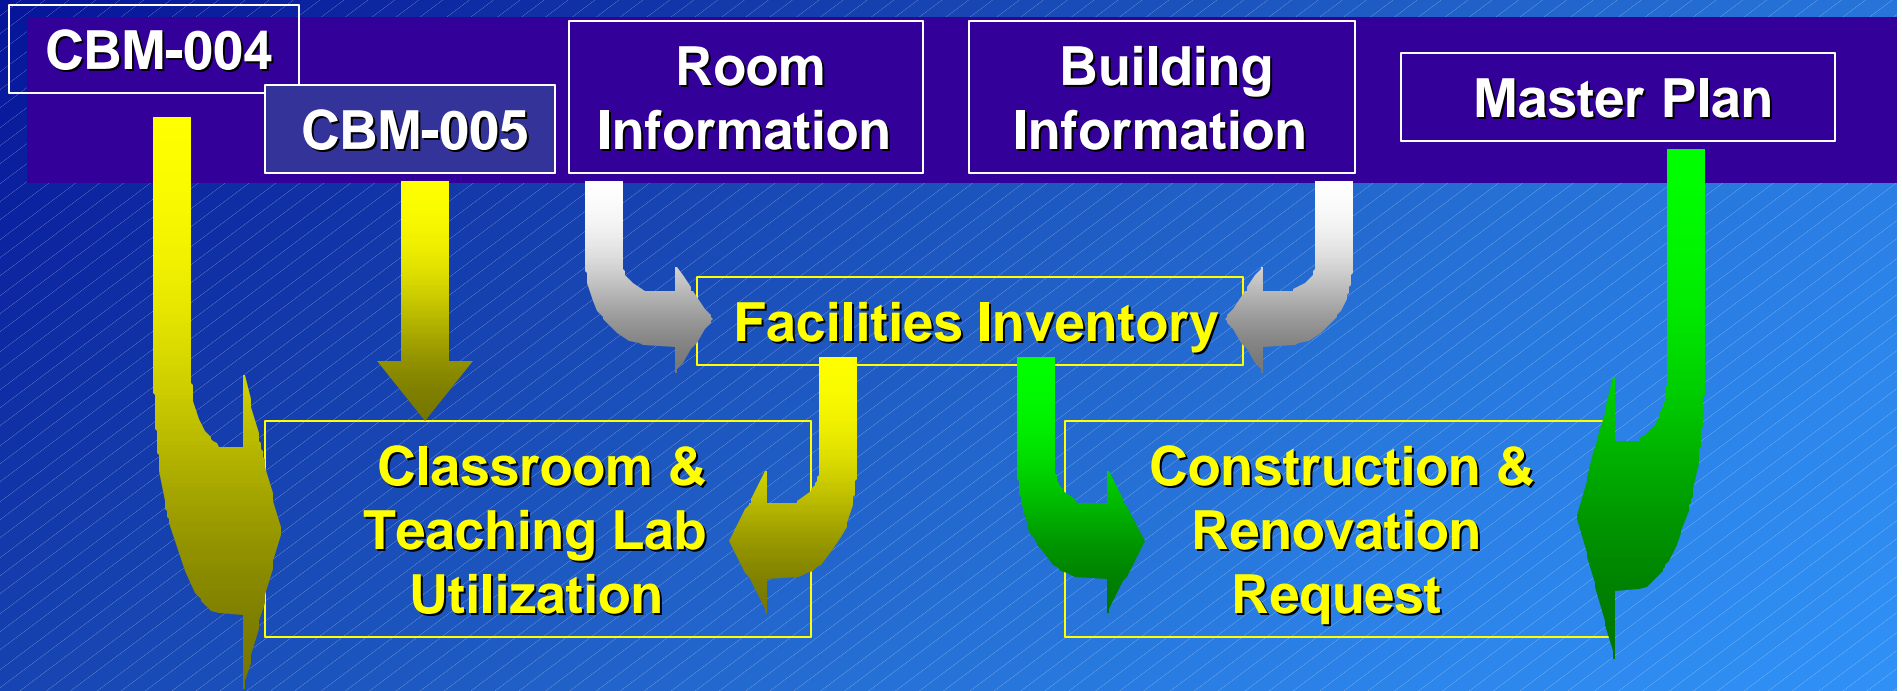 CBM-004
CBM-005
Room
Information
Building
Information
Master Plan
Facilities Inventory
Classroom &
Teaching Lab
Utilization
Construction &
Renovation
Request